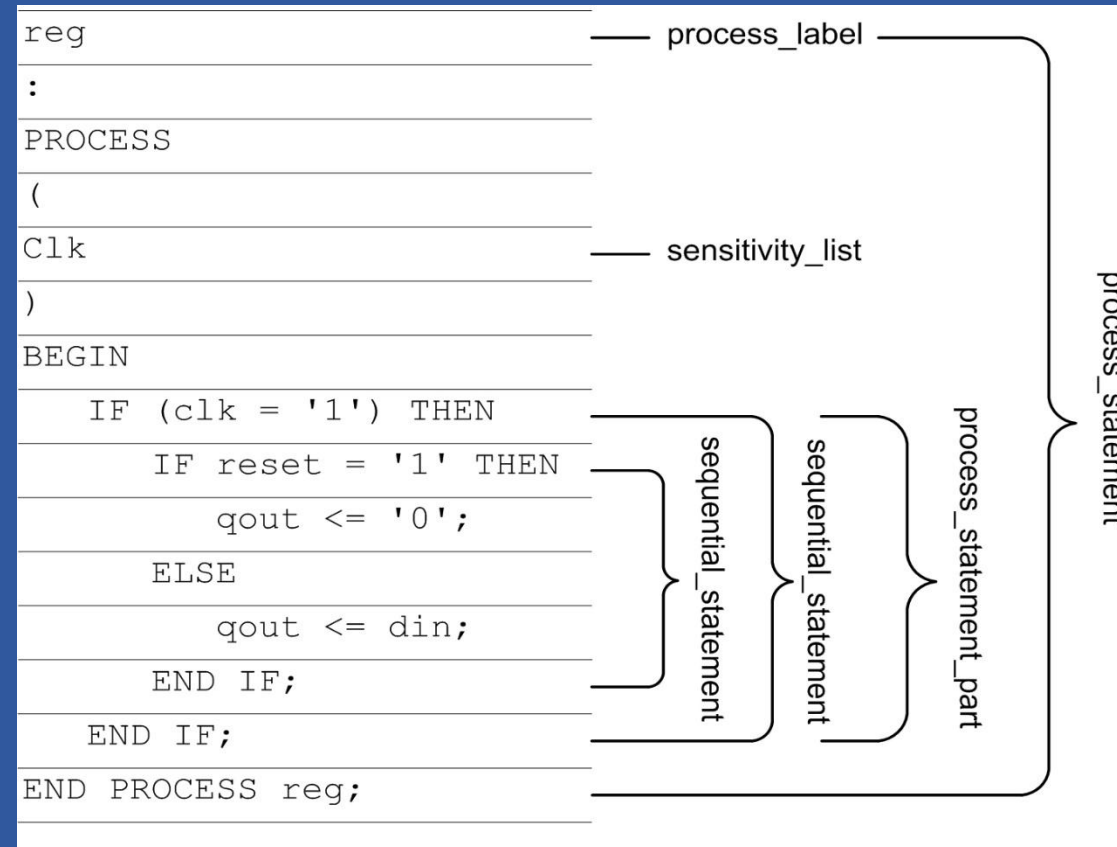 reg process_label
:
PROCESS
(
Clk sensitivity_list
)
BEGIN
IF (clk = '1') THEN
IF reset = '1' THEN
qout <= '0';
ELSE
qout <= din;
END IF;
END IF;
END PROCESS reg;
sequential_statement
sequential_statement
process_statement_part
process_statement